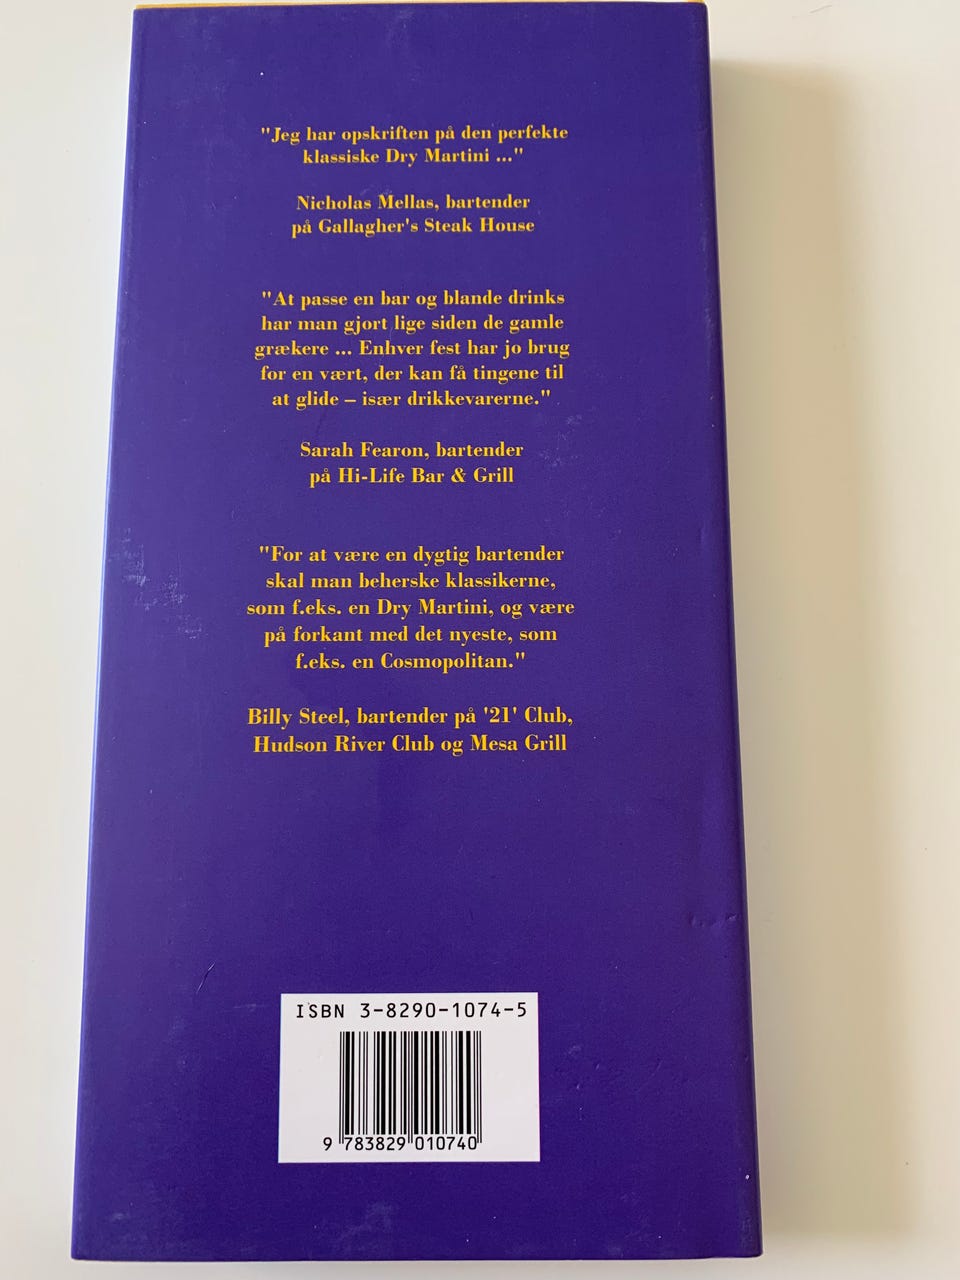 "Jeg har opskriften på den perfekte
klassiske Dry Martini ..."
Nicholas Mellas, bartender
på Gallagher's Steak House
"At passe en bar og blande drinks
har man gjort lige siden de gamle
grækere ... Enhver fest har jo brug
for en vært, der kan få tingene til
at glide – især drikkevarerne."
Sarah Fearon, bartender
på Hi-Life Bar & Grill
"For at være en dygtig bartender
skal man beherske klassikerne,
som f.eks. en Dry Martini, og være
på forkant med det nyeste, som
f.eks. en Cosmopolitan."
Billy Steel, bartender på '21' Club,
Hudson River Club og Mesa Grill
ISBN 3-8290-1074-5
9 783829 010740